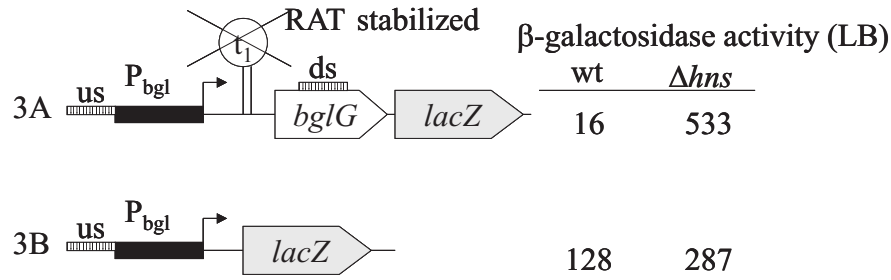 RAT stabilized
t1
β-galactosidase activity (LB)
Pbgl
ds
wt Δhns
us
3A bglG lacZ 16 533
Pbgl
us
3B lacZ 128 287